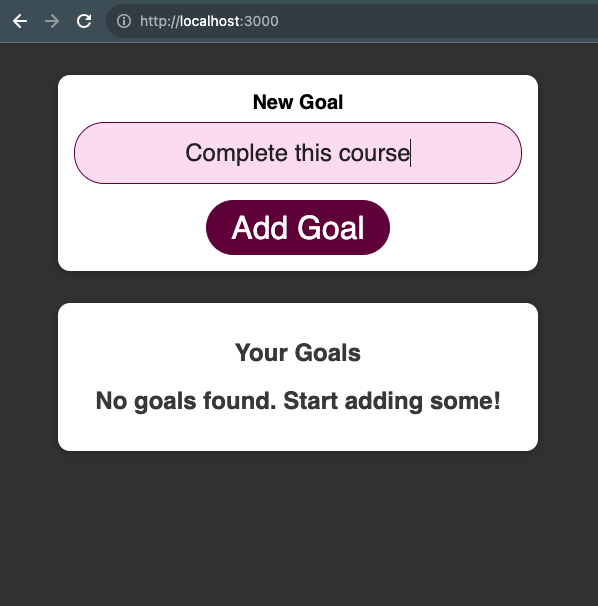 http://localhost:3000
New Goal
Complete this course
Add Goal
Your Goals
No goals found. Start adding some!